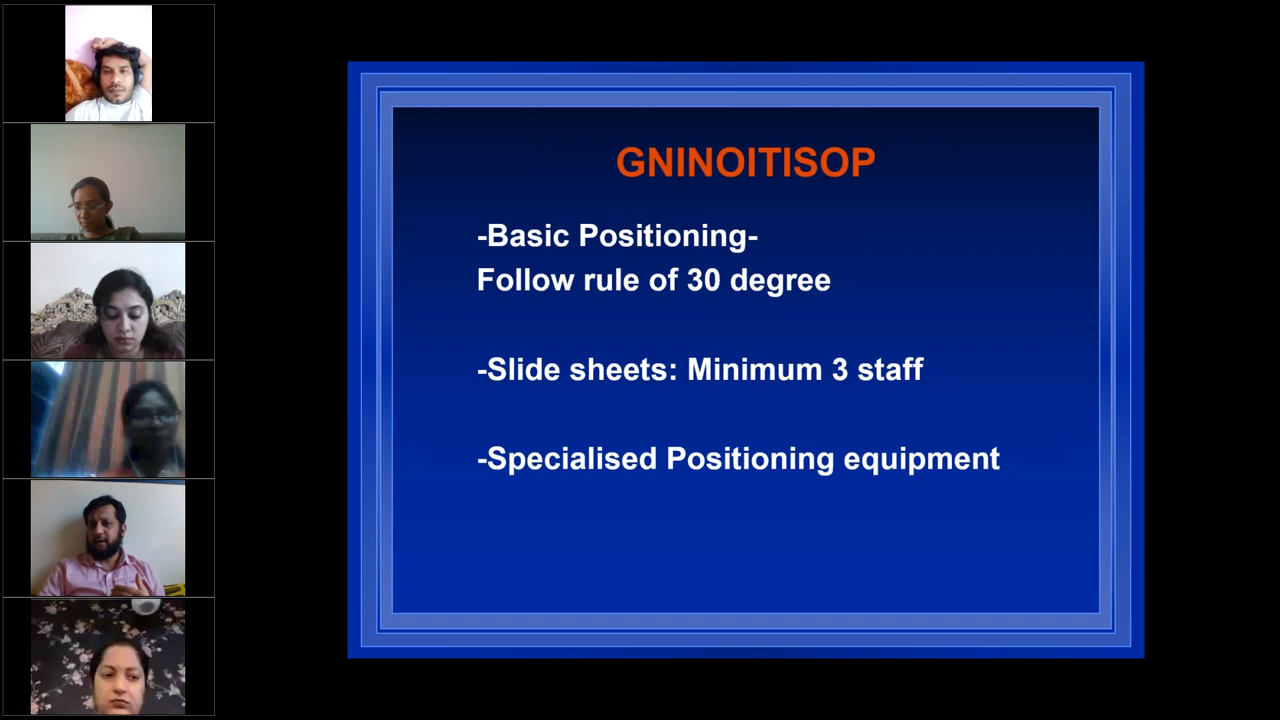 GNINOITISOP
-Basic Positioning-
Follow rule of 30 degree
-Slide sheets: Minimum 3 staff
-Specialised Positioning equipment